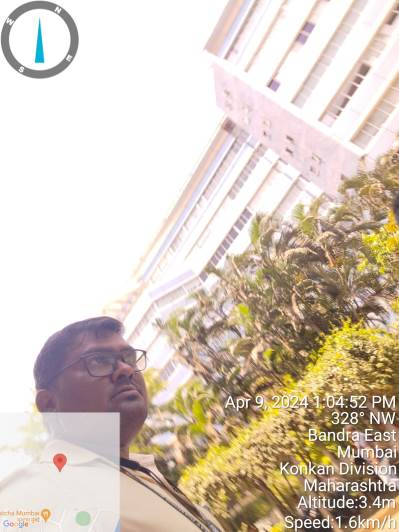 N
W
E
S
Apr 9, 2024 1:04:52 PM
328° NW
Bandra East
Mumbai
Konkan Division
Maharashtra
Altitude:3.4m
Speed:1.6km/h
Google